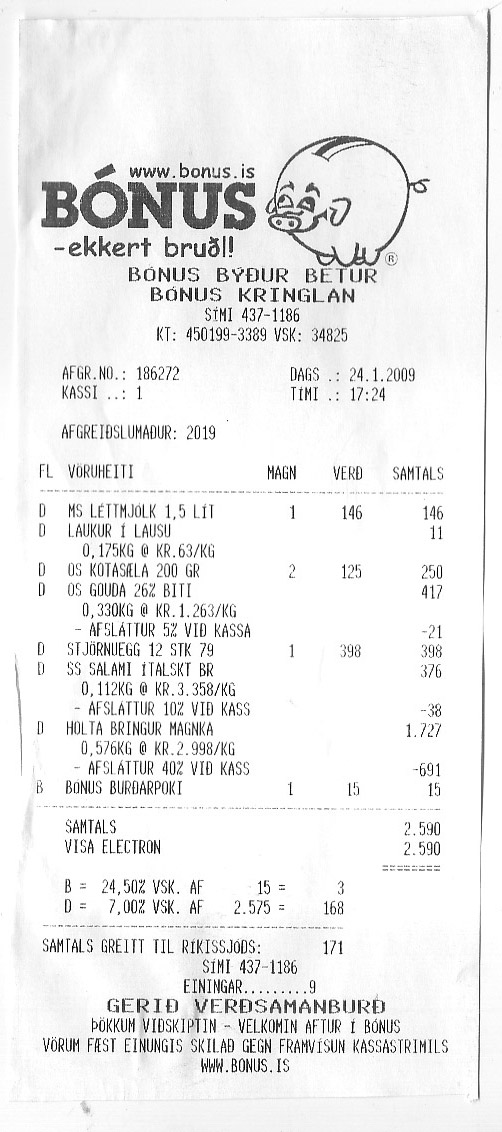 www.bonus.is
BÓNUS
-ekkert bruðl!
®
BÓNUS BÝÐUR BETUR
BÓNUS KRINGLAN
SÍMI 437-1186
KT: 450199-3389 VSK: 34825
AFGR.NO.: 186272 DAGS .: 24.1.2009
KASSI ..: 1 TÍMI .: 17:24
AFGREIÐSLUMAÐUR: 2019
FL VÖRUHEITI MAGN VERÐ SAMTALS
D MS LÉTTMJÓLK 1,5 LÍT 1 146 146
D LAUKUR Í LAUSU 11
0,175KG @ KR.63/KG
D OS KOTASÆLA 200 GR 2 125 250
D OS GOUDA 26% BITI 417
0,330KG @ KR.1.263/KG
- AFSLÁTTUR 5% VIÐ KASSA -21
D STJÖRNUEGG 12 STK 79 1 398 398
D SS SALAMI ÍTALSKT BR 376
0,112KG @ KR.3.358/KG
- AFSLÁTTUR 10% VIÐ KASS -38
D HOLTA BRINGUR MAGNKA 1.727
0,576KG @ KR.2.998/KG
- AFSLÁTTUR 40% VIÐ KASS -691
B BÓNUS BURÐARPOKI 1 15 15
SAMTALS 2.590
VISA ELECTRON 2.590
========
B = 24,50% VSK. AF 15 = 3
D = 7,00% VSK. AF 2.575 = 168
SAMTALS GREITT TIL RÍKISSJÓÐS: 171
SÍMI 437-1186
EININGAR.........9
GERIÐ VERÐSAMANBURÐ
ÞÖKKUM VIÐSKIPTIN - VELKOMIN AFTUR Í BÓNUS
VÖRUM FÆST EINUNGIS SKILAÐ GEGN FRAMVÍSUN KASSASTRIMILS
WWW.BONUS.IS